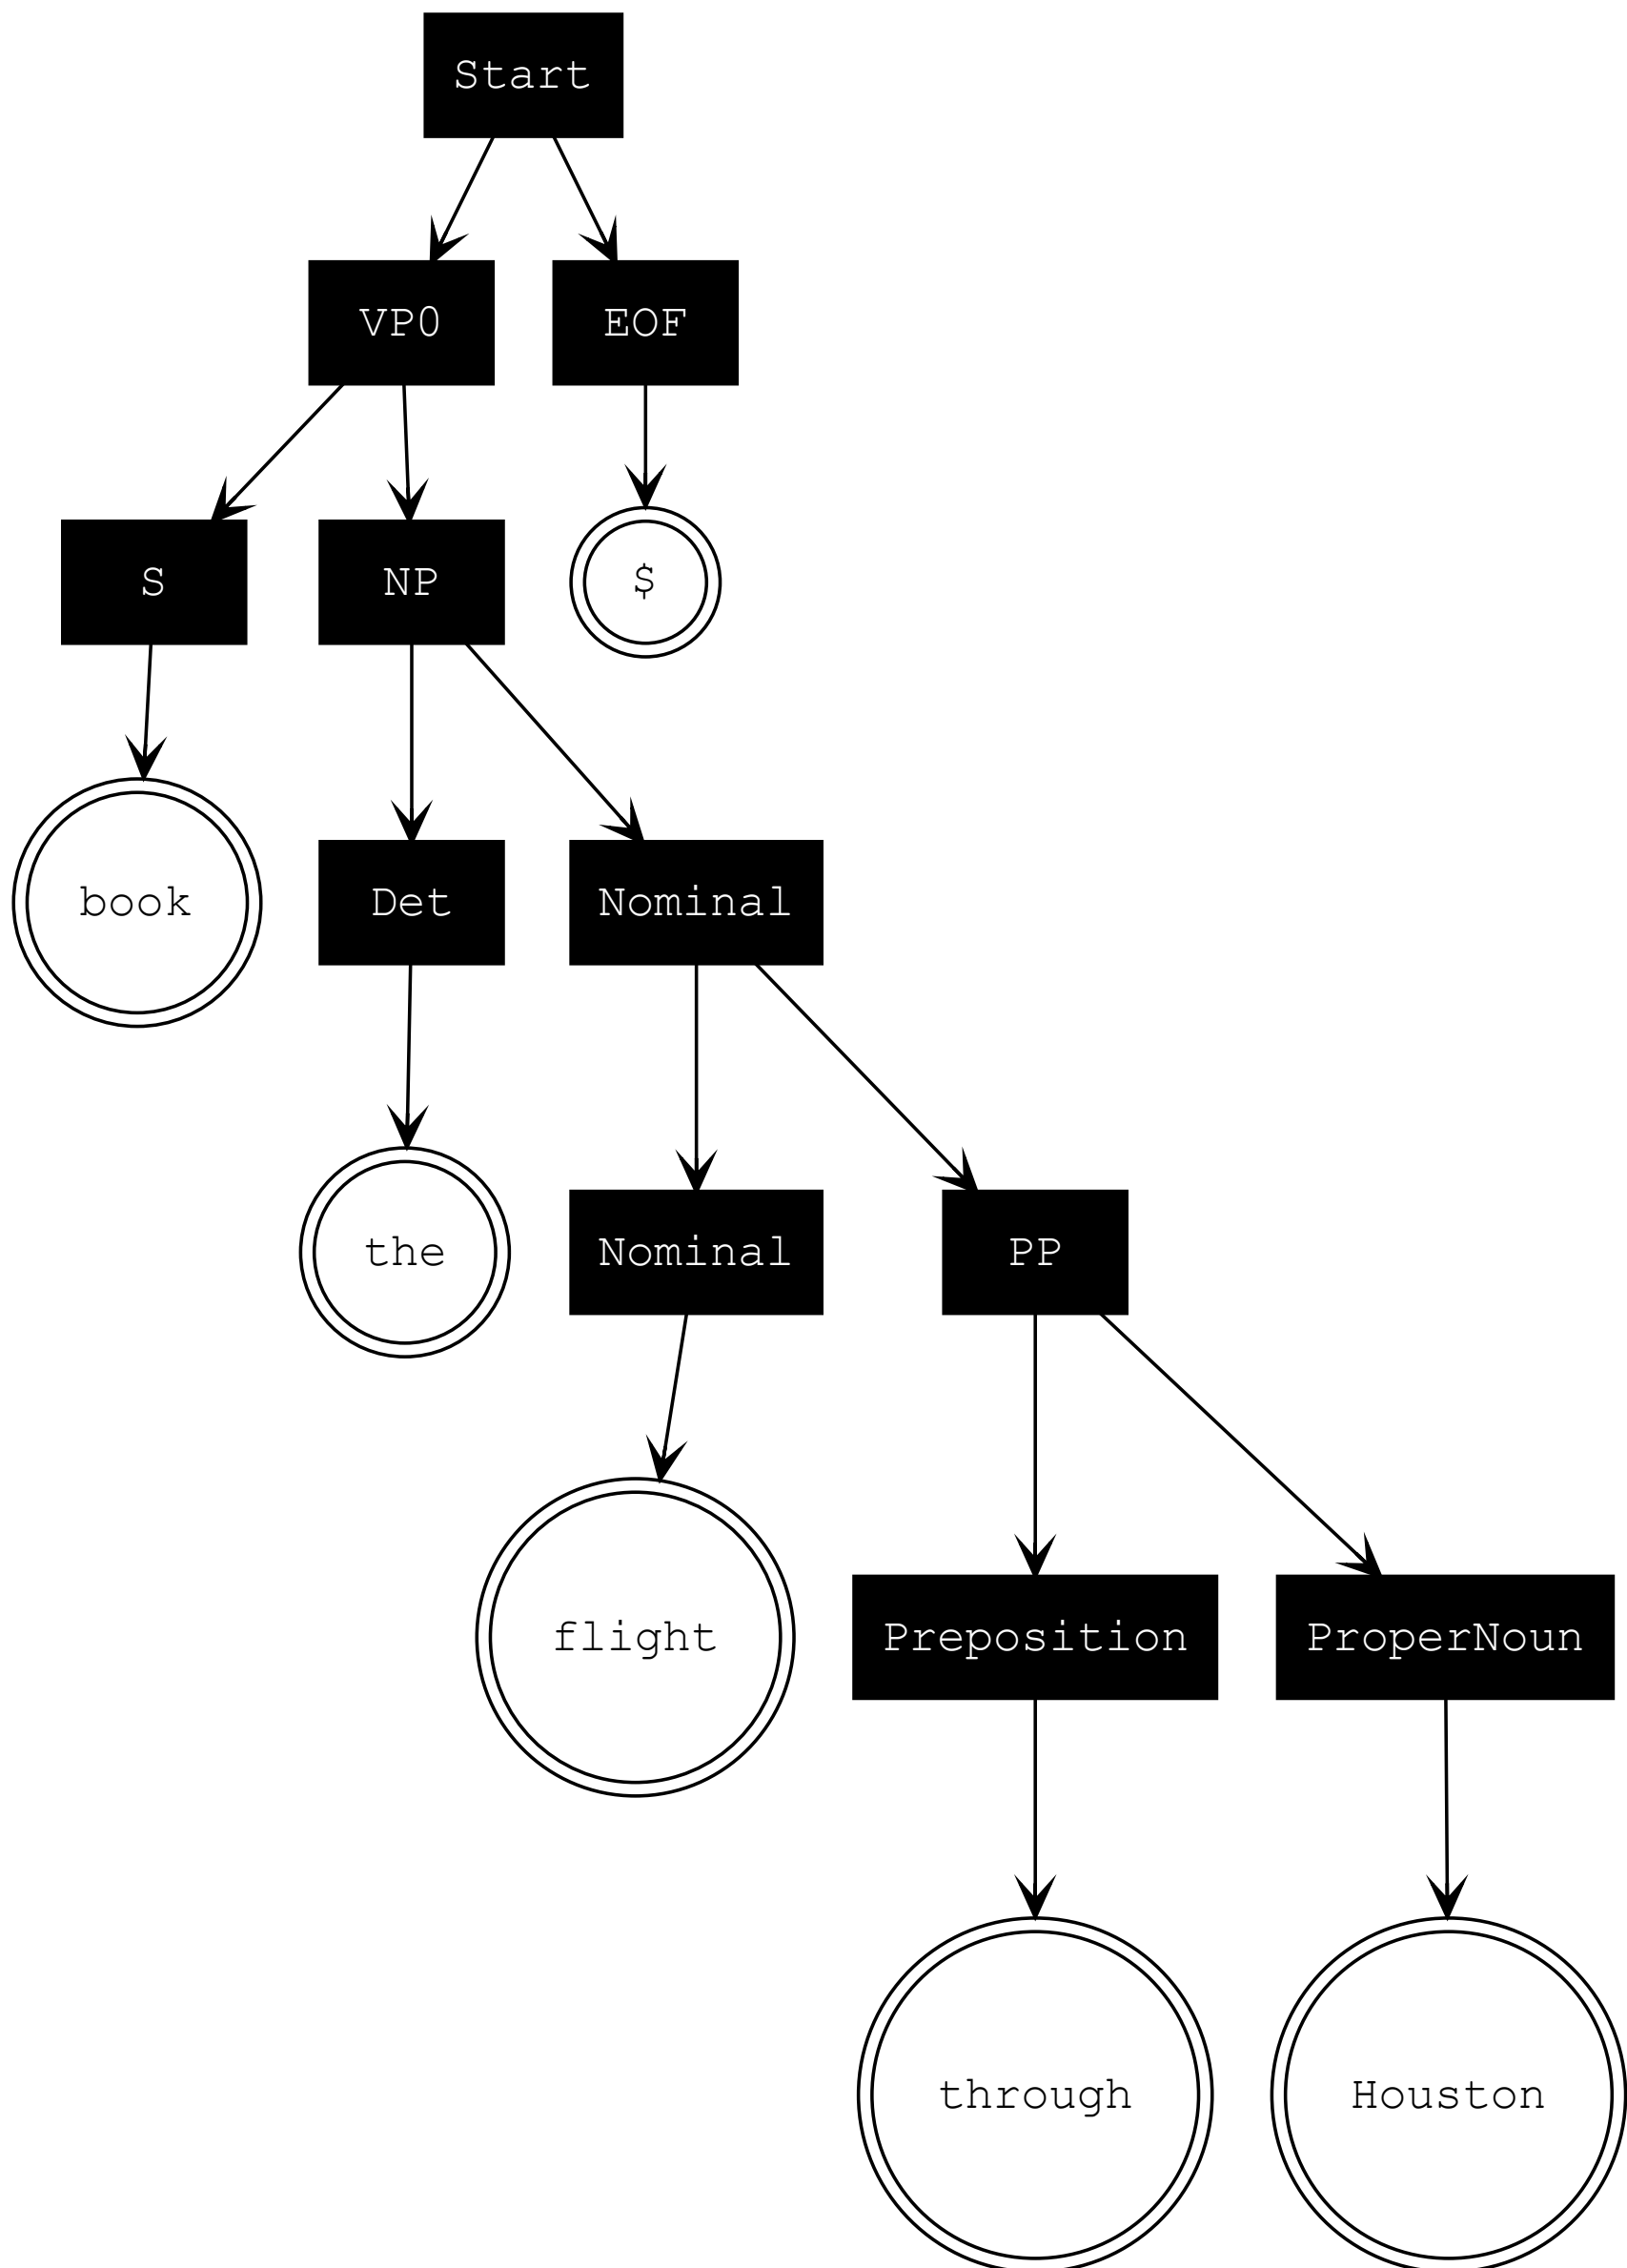 Start
VP0 EOF
S NP $
book Det Nominal
the Nominal PP
flight Preposition ProperNoun
through Houston